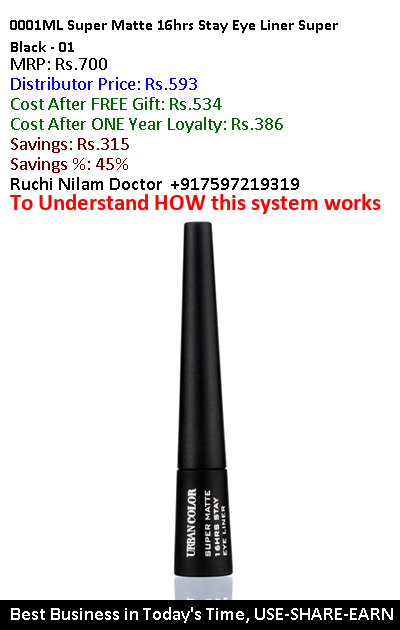 0001ML Super Matte 16hrs Stay Eye Liner Super
Black - 01
MRP: Rs.700
Distributor Price: Rs.593
Cost After FREE Gift: Rs.534
Cost After ONE Year Loyalty: Rs.386
Savings: Rs.315
Savings %: 45%
Ruchi Nilam Doctor +917597219319
To Understand HOW this system works
URBAN COLOR
SUPER MATTE
16HRS STAY
EYE LINER
Best Business in Today's Time, USE-SHARE-EARN